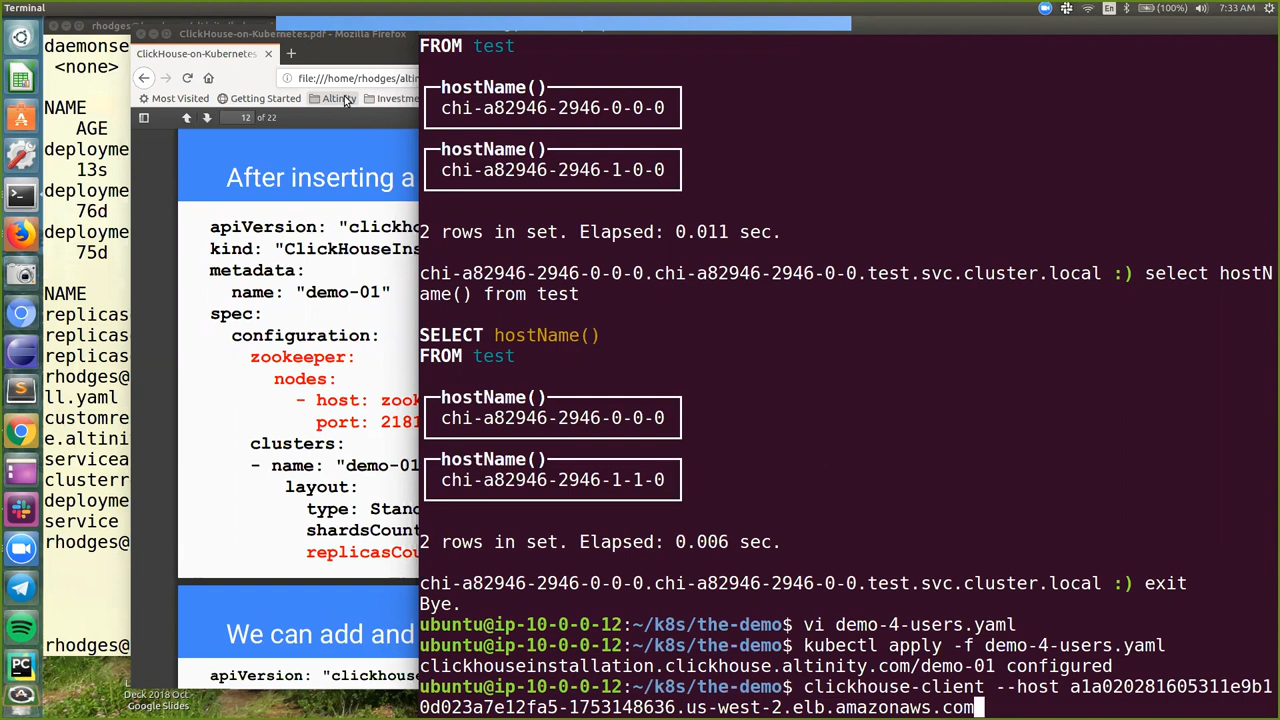 Terminal
En
(100%)
7:33 AM
rhodges@
daemonse
<none>
NAME
AGE
deployme
13s
deployme
76d
deployme
75d
NAME
replicas
replicas
replicas
rhodges@
ll.yaml
customre
e.altini
servicea
clusterr
deployme
service
rhodges@
rhodges@
Deck 2018 Oct -
Google Slides
ClickHouse-on-Kubernetes.pdf - Mozilla Firefox
ClickHouse-on-Kubernetes
file:///home/rhodges/altin
Most Visited
Getting Started
Altinity
Investme
12 of 22
After inserting a
apiVersion: "clickho
kind: "ClickHouseIns
metadata:
name: "demo-01"
spec:
configuration:
zookeeper:
nodes:
- host: zook
port: 2181
clusters:
- name: "demo-01
layout:
type: Stand
shardsCount
replicasCou
We can add and
apiVersion: "clickho
FROM test
hostName()
chi-a82946-2946-0-0-0
hostName()
chi-a82946-2946-1-0-0
2 rows in set. Elapsed: 0.011 sec.
chi-a82946-2946-0-0-0.chi-a82946-2946-0-0.test.svc.cluster.local :) select hostN
ame() from test
SELECT hostName()
FROM test
hostName()
chi-a82946-2946-0-0-0
hostName()
chi-a82946-2946-1-1-0
2 rows in set. Elapsed: 0.006 sec.
chi-a82946-2946-0-0-0.chi-a82946-2946-0-0.test.svc.cluster.local :) exit
Bye.
ubuntu@ip-10-0-0-12:~/k8s/the-demo$ vi demo-4-users.yaml
ubuntu@ip-10-0-0-12:~/k8s/the-demo$ kubectl apply -f demo-4-users.yaml
clickhouseinstallation.clickhouse.altinity.com/demo-01 configured
ubuntu@ip-10-0-0-12:~/k8s/the-demo$ clickhouse-client --host a1a020281605311e9b1
0d023a7e12fa5-1753148636.us-west-2.elb.amazonaws.com